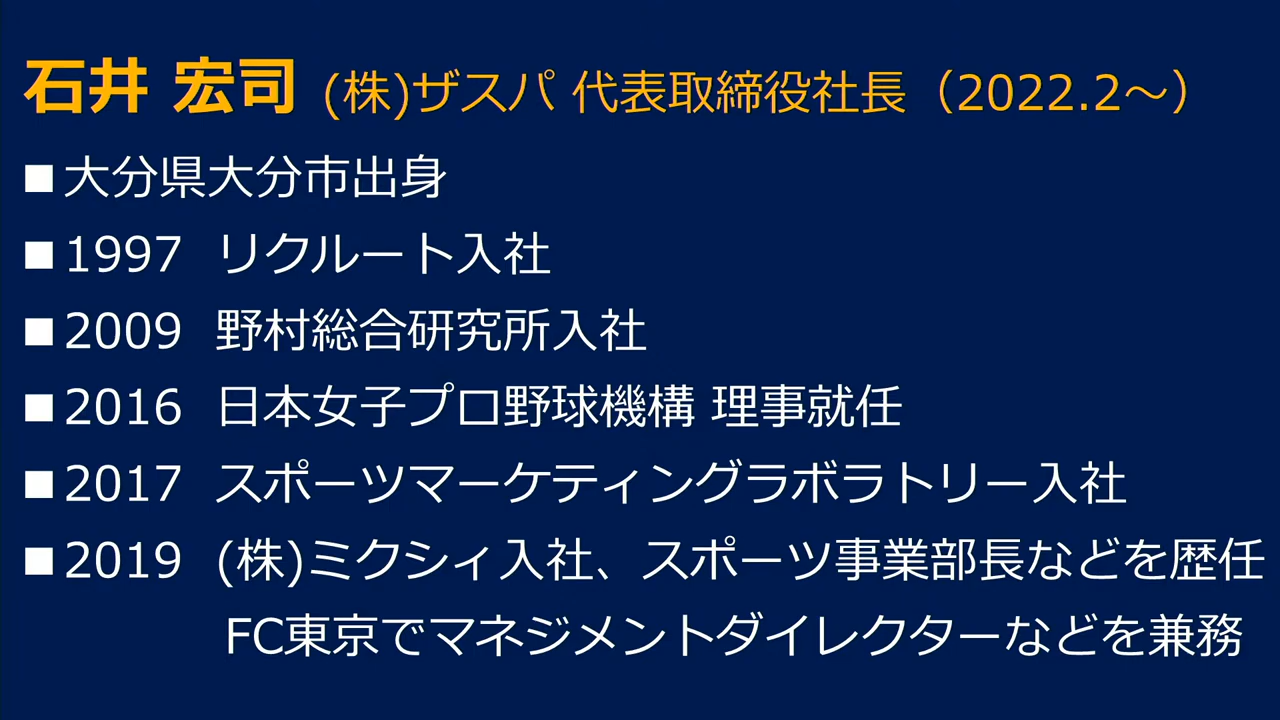 石井 宏司 (株)ザスパ 代表取締役社長（2022.2～）
■大分県大分市出身
■1997 リクルート入社
■2009 野村総合研究所入社
■2016 日本女子プロ野球機構 理事就任
■2017 スポーツマーケティングラボラトリー入社
■2019 (株)ミクシィ入社、スポーツ事業部長などを歴任
FC東京でマネジメントダイレクターなどを兼務